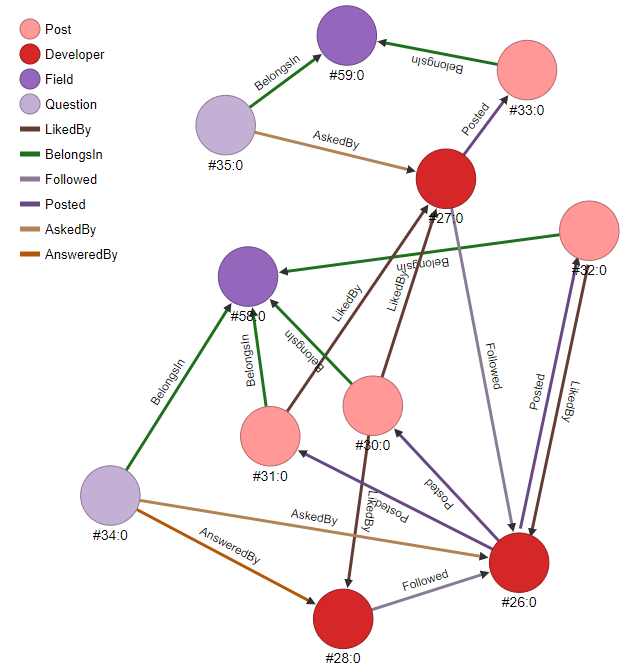 Post
Developer
Field
Question
LikedBy
BelongsIn
Followed
Posted
AskedBy
AnsweredBy
#59:0
BelongsIn
BelongsIn
#33:0
Posted
#35:0
AskedBy
#27:0
BelongsIn
#32:0
#58:0
LikedBy
LikedBy
BelongsIn
BelongsIn
BelongsIn
Followed
Posted
LikedBy
#31:0
#30:0
Posted
Posted
LikedBy
#34:0
AskedBy
AnsweredBy
Followed
#26:0
#28:0